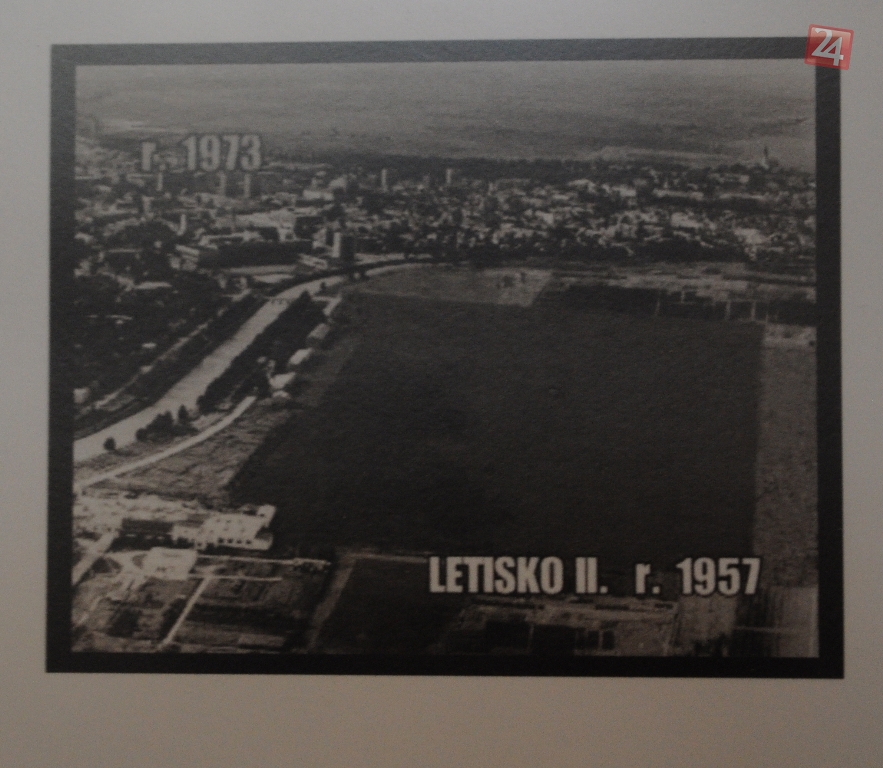 24
r. 1973
LETISKO II. r. 1957